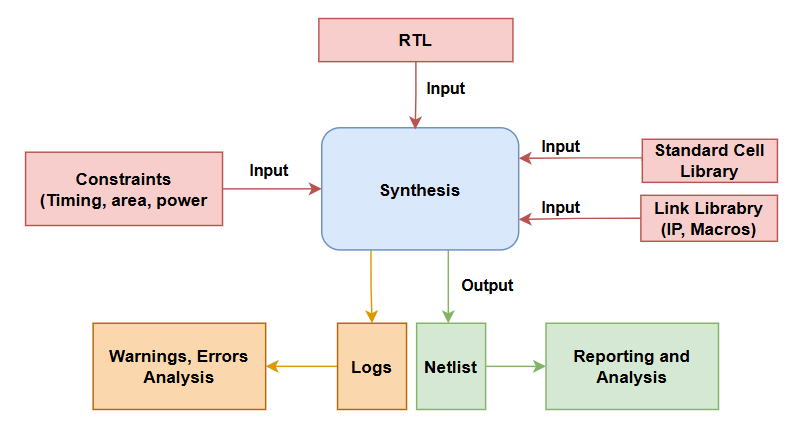 RTL
Input
Input
Standard Cell
Library
Constraints
(Timing, area, power
Input
Synthesis
Input
Link Librabry
(IP, Macros)
Output
Warnings, Errors
Analysis
Logs
Netlist
Reporting and
Analysis